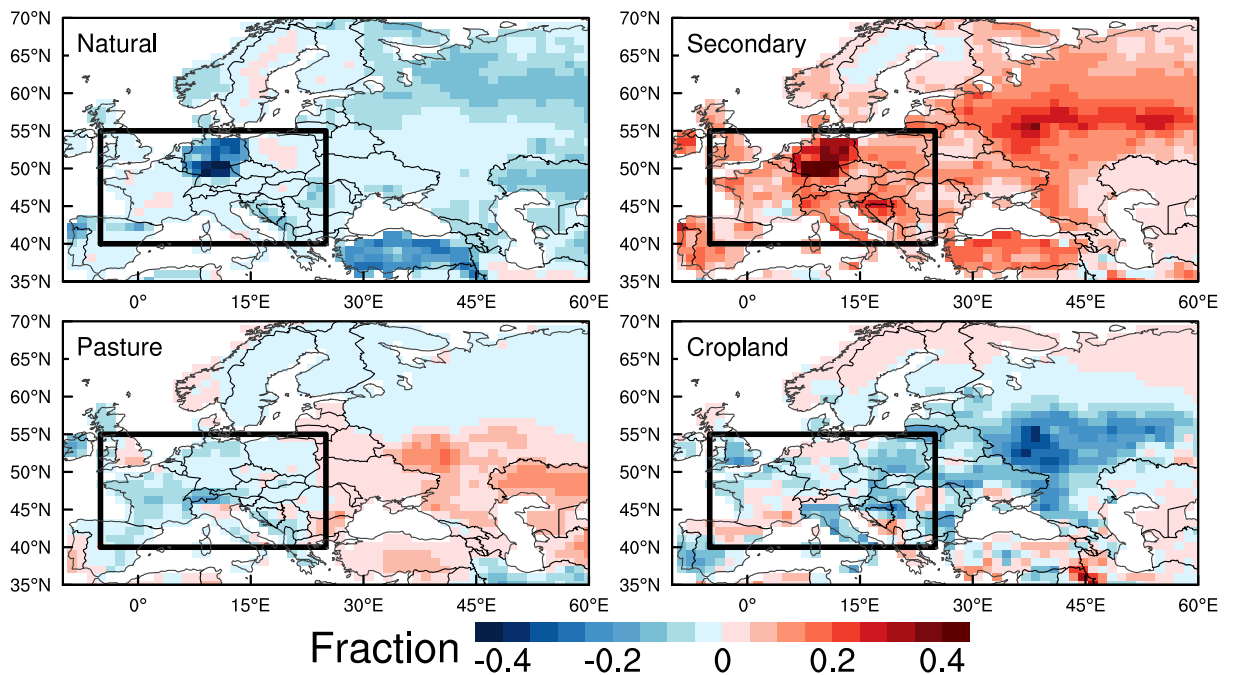 70°N 70°N
Natural Secondary
65°N 65°N
60°N 60°N
55°N 55°N
50°N 50°N
45°N 45°N
40°N 40°N
35°N 35°N
0° 15°E 30°E 45°E 60°E 0° 15°E 30°E 45°E 60°E
70°N 70°N
Pasture Cropland
65°N 65°N
60°N 60°N
55°N 55°N
50°N 50°N
45°N 45°N
40°N 40°N
35°N 35°N
0° 15°E 30°E 45°E 60°E 0° 15°E 30°E 45°E 60°E
Fraction -0.4 -0.2 0 0.2 0.4